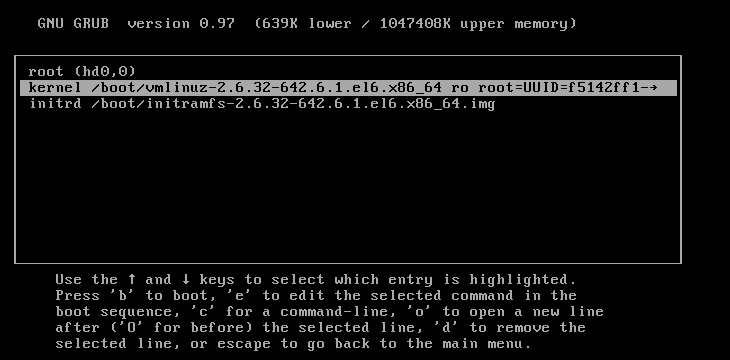 GNU GRUB  version 0.97  (639K lower / 1047408K upper memory)
root (hd0,0)
kernel /boot/vmlinuz-2.6.32-642.6.1.el6.x86_64 ro root=UUID=f5142ff1-→
initrd /boot/initramfs-2.6.32-642.6.1.el6.x86_64.img
Use the ↑ and ↓ keys to select which entry is highlighted.
Press 'b' to boot, 'e' to edit the selected command in the
boot sequence, 'c' for a command-line, 'o' to open a new line
after ('O' for before) the selected line, 'd' to remove the
selected line, or escape to go back to the main menu.